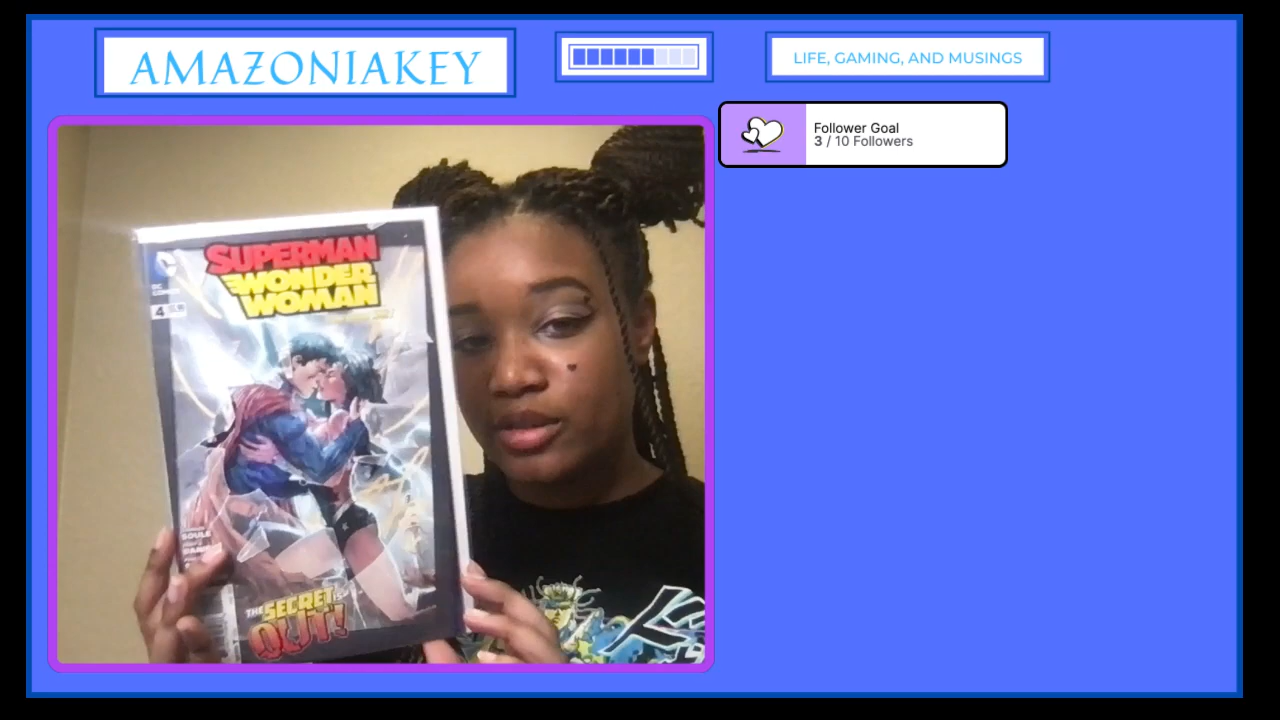 AMAZONIAKEY
LIFE, GAMING, AND MUSINGS
Follower Goal
3 / 10 Followers
SUPERMAN
WONDER
WOMAN
DC
4
SOULE
THE SECRET IS
OUT!